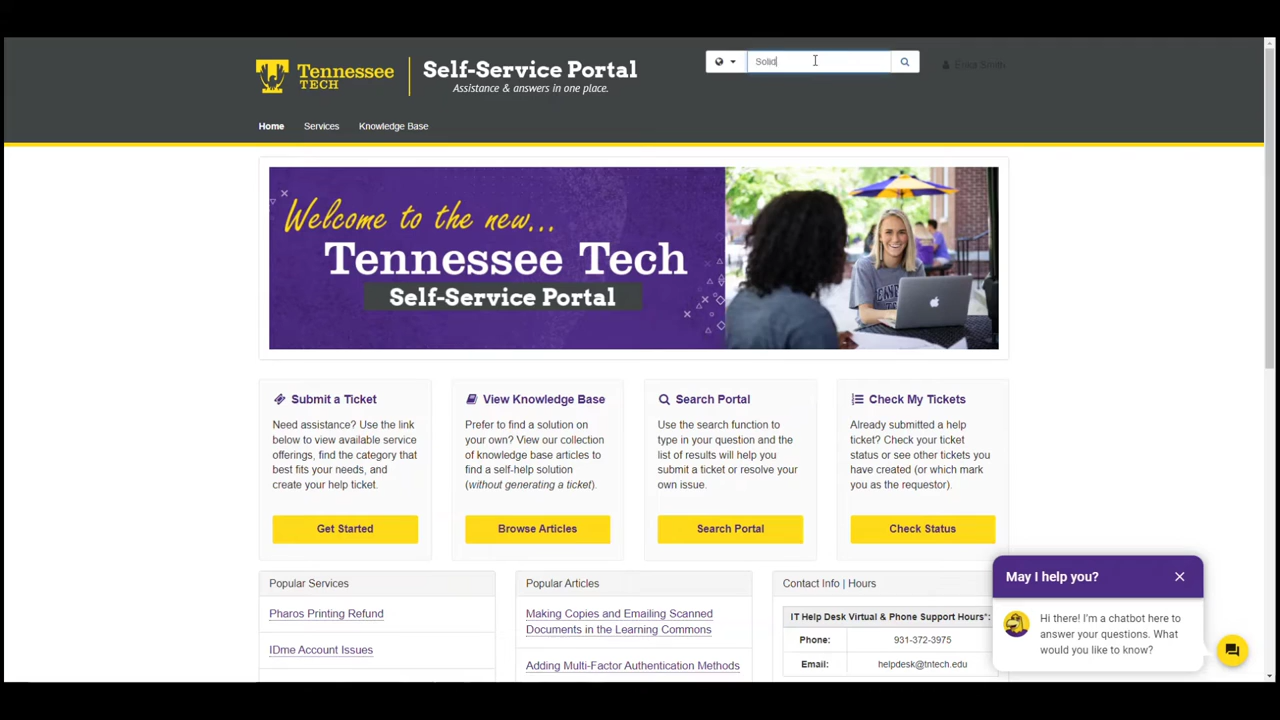 Tennessee
TECH
Self-Service Portal
Assistance & answers in one place.
Solid
Erika Smith
Home
Services
Knowledge Base
Welcome to the new...
Tennessee Tech
Self-Service Portal
Submit a Ticket
Need assistance? Use the link
below to view available service
offerings, find the category that
best fits your needs, and
create your help ticket.
Get Started
View Knowledge Base
Prefer to find a solution on
your own? View our collection
of knowledge base articles to
find a self-help solution
(without generating a ticket).
Browse Articles
Search Portal
Use the search function to
type in your question and the
list of results will help you
submit a ticket or resolve your
own issue.
Search Portal
Check My Tickets
Already submitted a help
ticket? Check your ticket
status or see other tickets you
have created (or which mark
you as the requestor).
Check Status
Popular Services
Pharos Printing Refund
IDme Account Issues
Popular Articles
Making Copies and Emailing Scanned
Documents in the Learning Commons
Adding Multi-Factor Authentication Methods
Contact Info | Hours
IT Help Desk Virtual & Phone Support Hours*:
Phone: 931-372-3975
Email: helpdesk@tntech.edu
May I help you?
Hi there! I'm a chatbot here to
answer your questions. What
would you like to know?